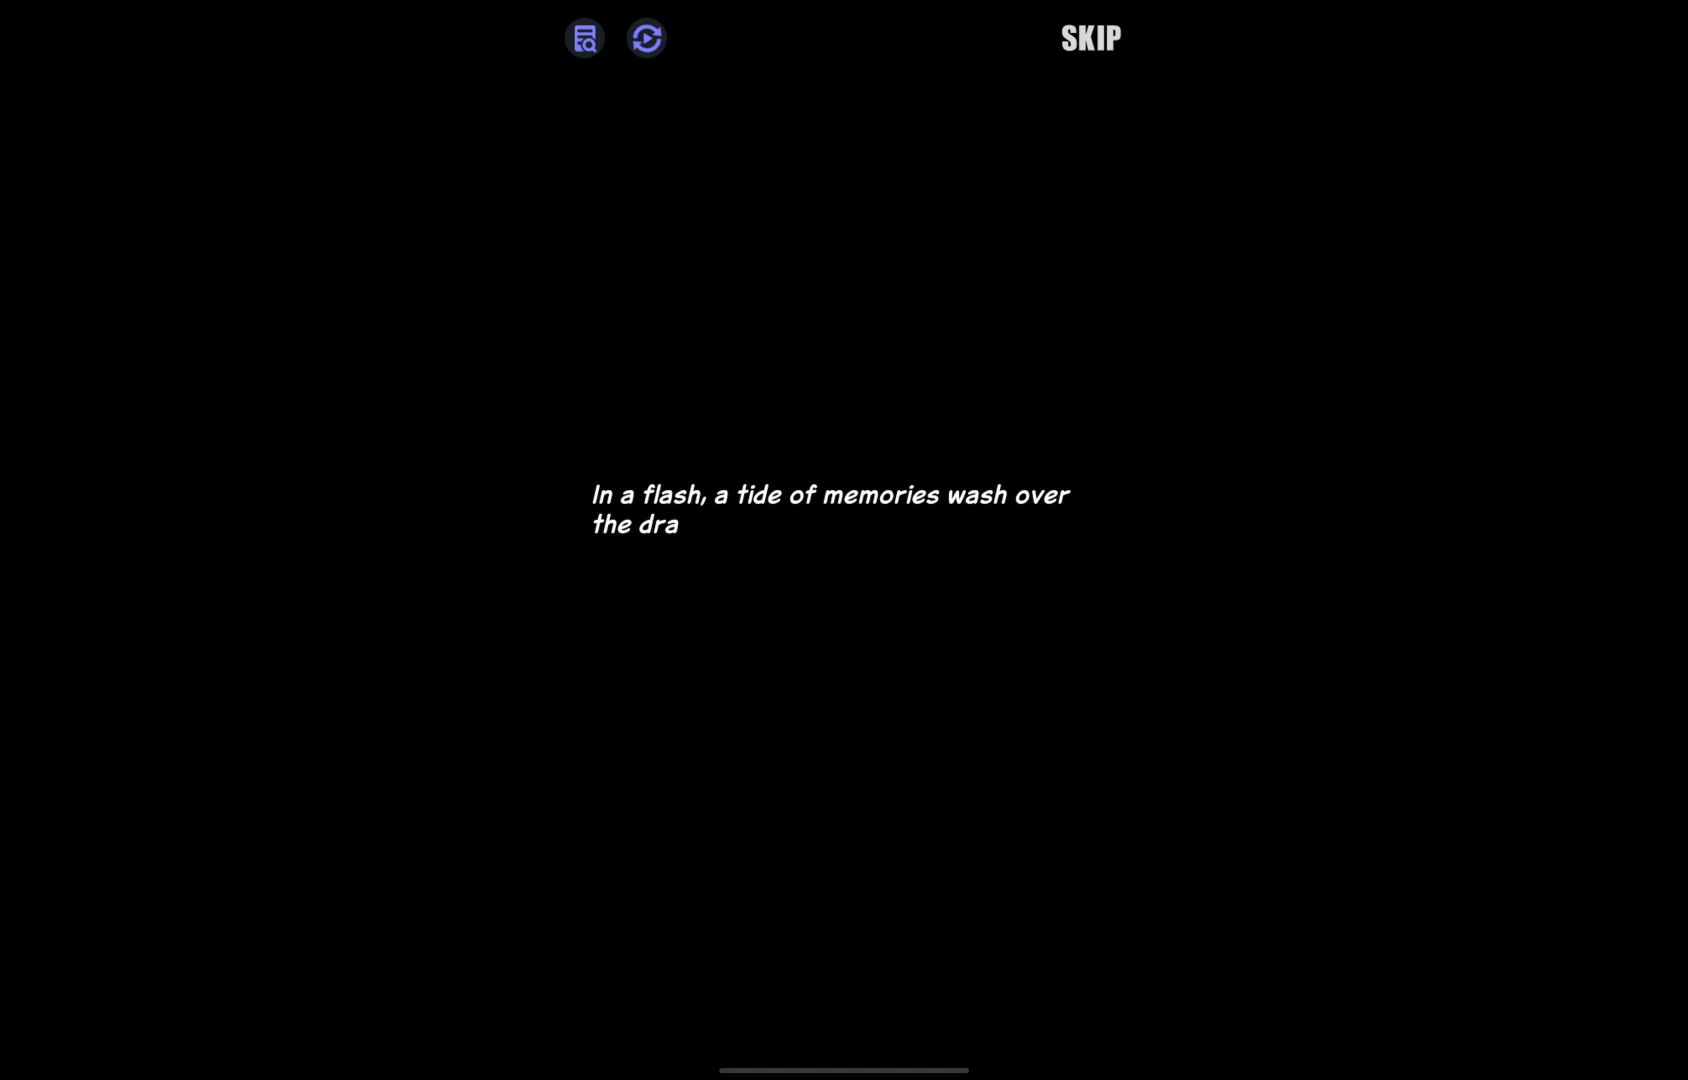 SKIP
In a flash, a tide of memories wash over
the dra